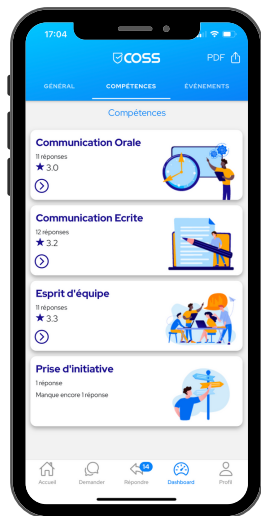 17:04
COSS
PDF
GÉNÉRAL
COMPÉTENCES
ÉVÉNEMENTS
Compétences
Communication Orale
11 réponses
★ 3.0
Communication Ecrite
12 réponses
★ 3.2
Esprit d'équipe
11 réponses
★ 3.3
Prise d'initiative
1 réponse
Manque encore 1 réponse
14
Accueil
Demander
Répondre
Dashboard
Profil